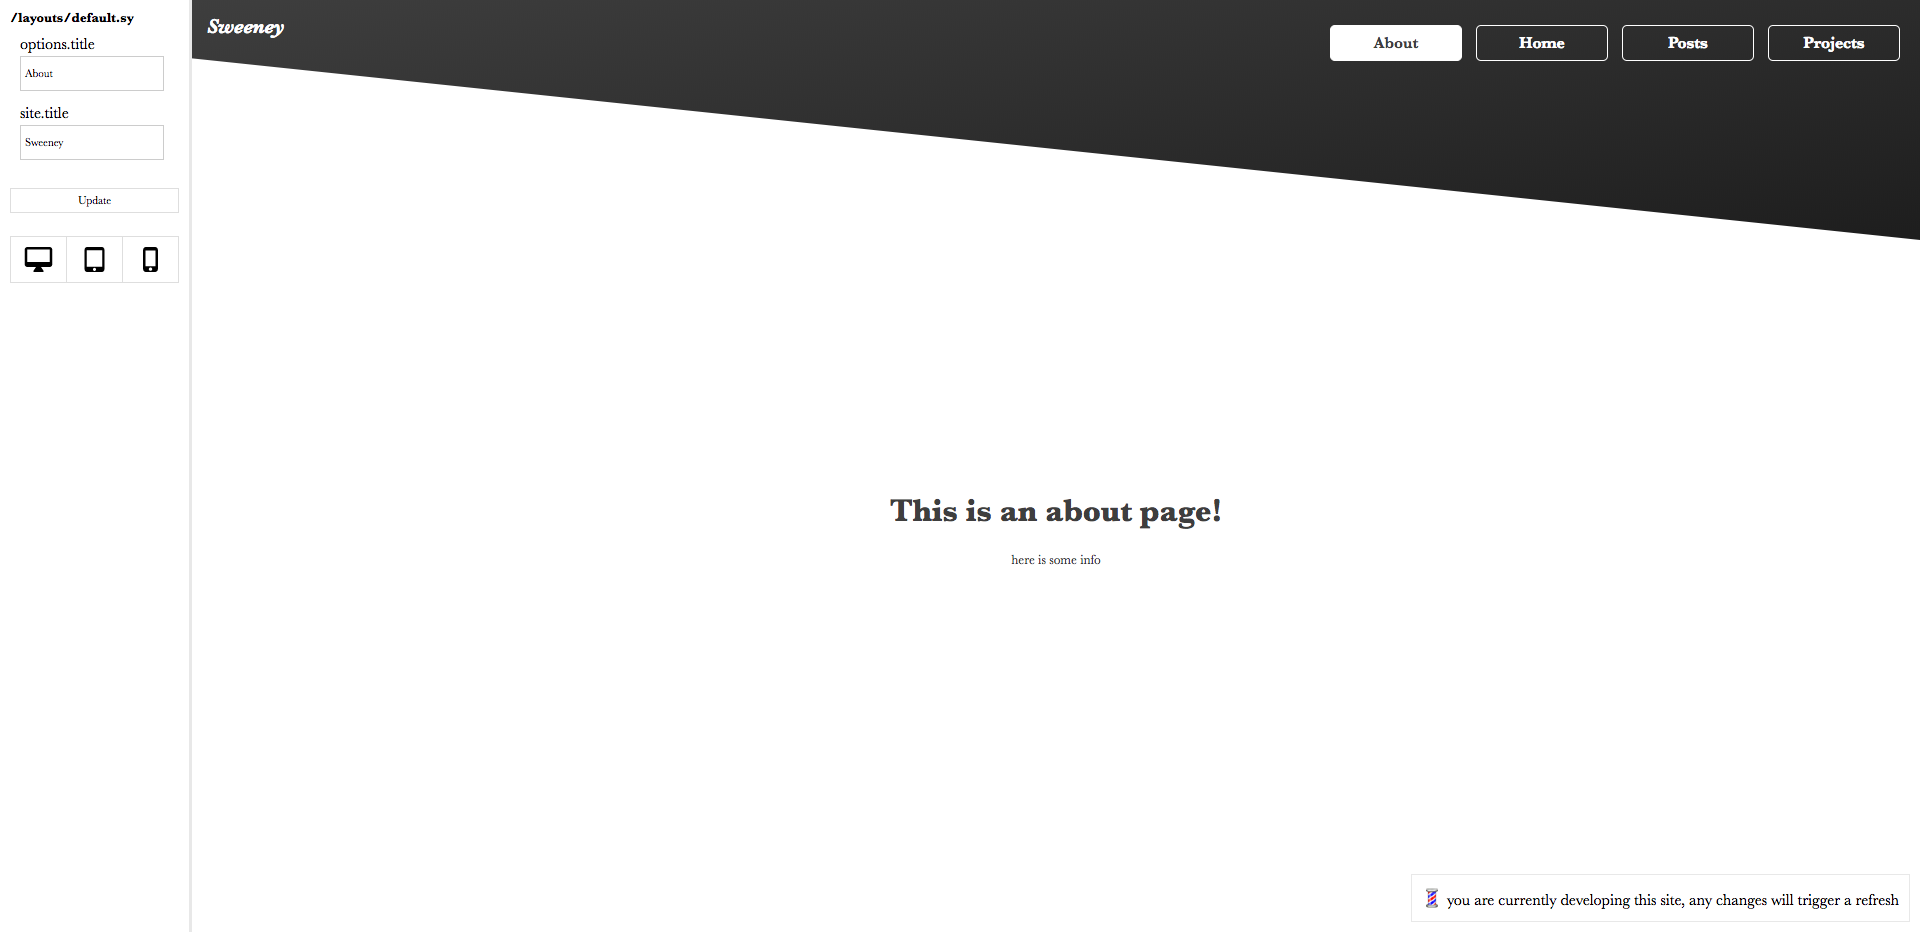 /layouts/default.sy
options.title
About
site.title
Sweeney
Update
Sweeney
About
Home
Posts
Projects
This is an about page!
here is some info
you are currently developing this site, any changes will trigger a refresh